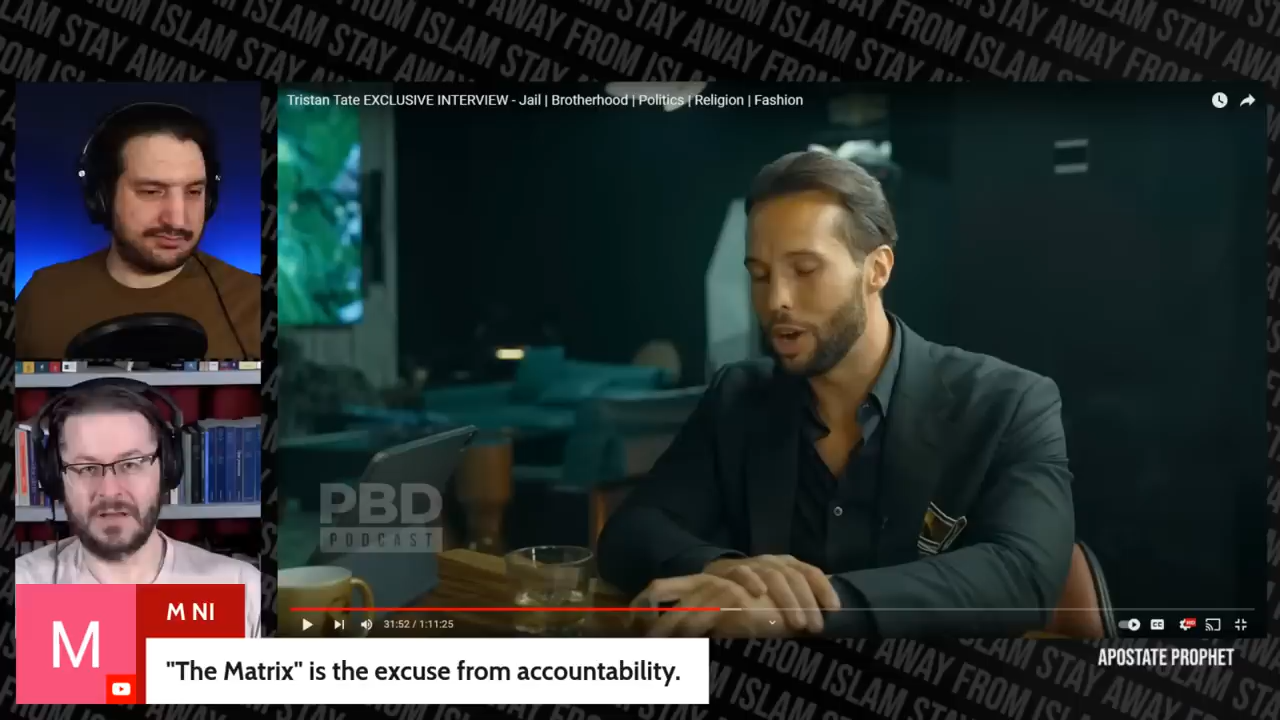 STAY AWAY FROM ISLAM
Tristan Tate EXCLUSIVE INTERVIEW - Jail | Brotherhood | Politics | Religion | Fashion
PBD
PODCAST
31:52 / 1:11:25
M
M NI
"The Matrix" is the excuse from accountability.
APOSTATE PROPHET